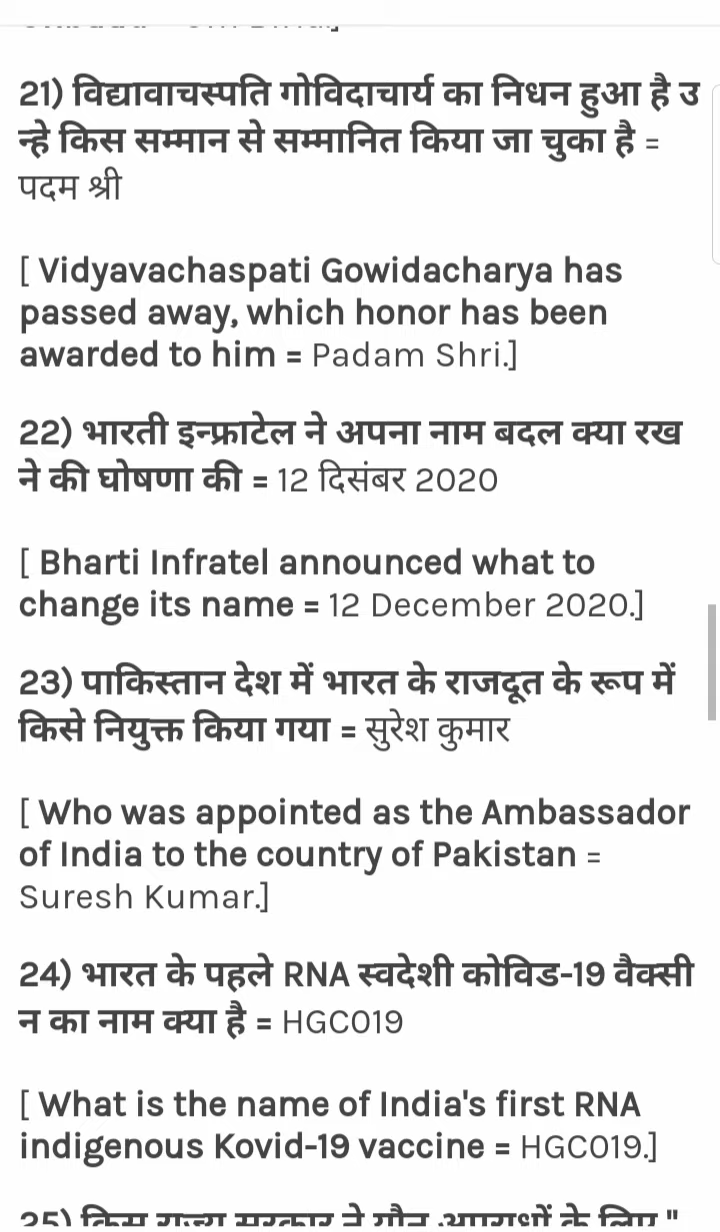 21) विद्यावाचस्पति गोविदाचार्य का निधन हुआ है उ
न्हे किस सम्मान से सम्मानित किया जा चुका है =
पदम श्री
[ Vidyavachaspati Gowidacharya has
passed away, which honor has been
awarded to him = Padam Shri.]
22) भारती इन्फ्राटेल ने अपना नाम बदल क्या रख
ने की घोषणा की = 12 दिसंबर 2020
[ Bharti Infratel announced what to
change its name = 12 December 2020.]
23) पाकिस्तान देश में भारत के राजदूत के रूप में
किसे नियुक्त किया गया = सुरेश कुमार
[ Who was appointed as the Ambassador
of India to the country of Pakistan =
Suresh Kumar.]
24) भारत के पहले RNA स्वदेशी कोविड-19 वैक्सी
न का नाम क्या है = HGCO19
[ What is the name of India's first RNA
indigenous Kovid-19 vaccine = HGCO19.]
25) किस राज्य सरकार ने यौन अपराधों के लिए "